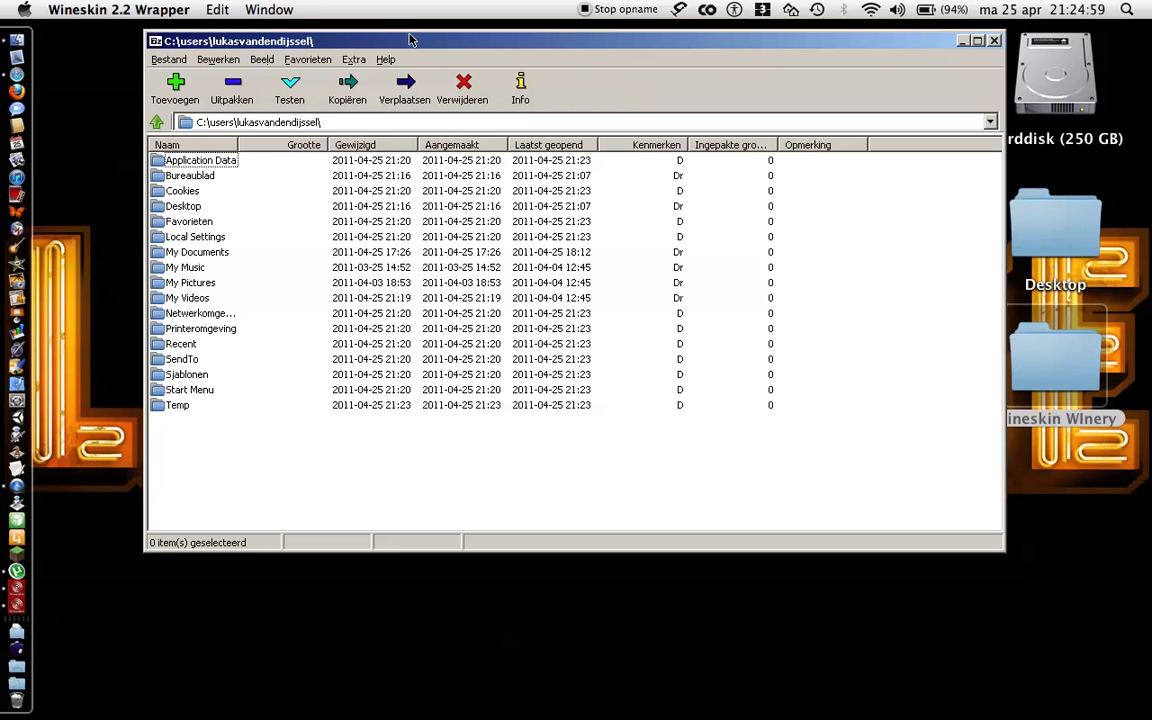 Wineskin 2.2 Wrapper Edit Window Stop opname (94%) ma 25 apr 21:24:59
C:\users\lukasvandendijssel\
Bestand Bewerken Beeld Favorieten Extra Help
Toevoegen Uitpakken Testen Kopiëren Verplaatsen Verwijderen Info
C:\users\lukasvandendijssel\
Naam Grootte Gewijzigd Aangemaakt Laatst geopend Kenmerken Ingepakte gro... Opmerking
Application Data 2011-04-25 21:20 2011-04-25 21:20 2011-04-25 21:23 D 0
Bureaublad 2011-04-25 21:16 2011-04-25 21:16 2011-04-25 21:07 Dr 0
Cookies 2011-04-25 21:20 2011-04-25 21:20 2011-04-25 21:23 D 0
Desktop 2011-04-25 21:16 2011-04-25 21:16 2011-04-25 21:07 Dr 0
Favorieten 2011-04-25 21:20 2011-04-25 21:20 2011-04-25 21:23 D 0
Local Settings 2011-04-25 21:20 2011-04-25 21:20 2011-04-25 21:23 D 0
My Documents 2011-04-25 17:26 2011-04-25 17:26 2011-04-25 18:12 Dr 0
My Music 2011-03-25 14:52 2011-03-25 14:52 2011-04-04 12:45 Dr 0
My Pictures 2011-04-03 18:53 2011-04-03 18:53 2011-04-04 12:45 Dr 0
My Videos 2011-04-25 21:19 2011-04-25 21:19 2011-04-04 12:45 Dr 0
Netwerkomge... 2011-04-25 21:20 2011-04-25 21:20 2011-04-25 21:23 D 0
Printeromgeving 2011-04-25 21:20 2011-04-25 21:20 2011-04-25 21:23 D 0
Recent 2011-04-25 21:20 2011-04-25 21:20 2011-04-25 21:23 D 0
SendTo 2011-04-25 21:20 2011-04-25 21:20 2011-04-25 21:23 D 0
Sjablonen 2011-04-25 21:20 2011-04-25 21:20 2011-04-25 21:23 D 0
Start Menu 2011-04-25 21:20 2011-04-25 21:20 2011-04-25 21:23 D 0
Temp 2011-04-25 21:23 2011-04-25 21:23 2011-04-25 21:23 D 0
0 item(s) geselecteerd
rddisk (250 GB)
Desktop
ineskin WInery